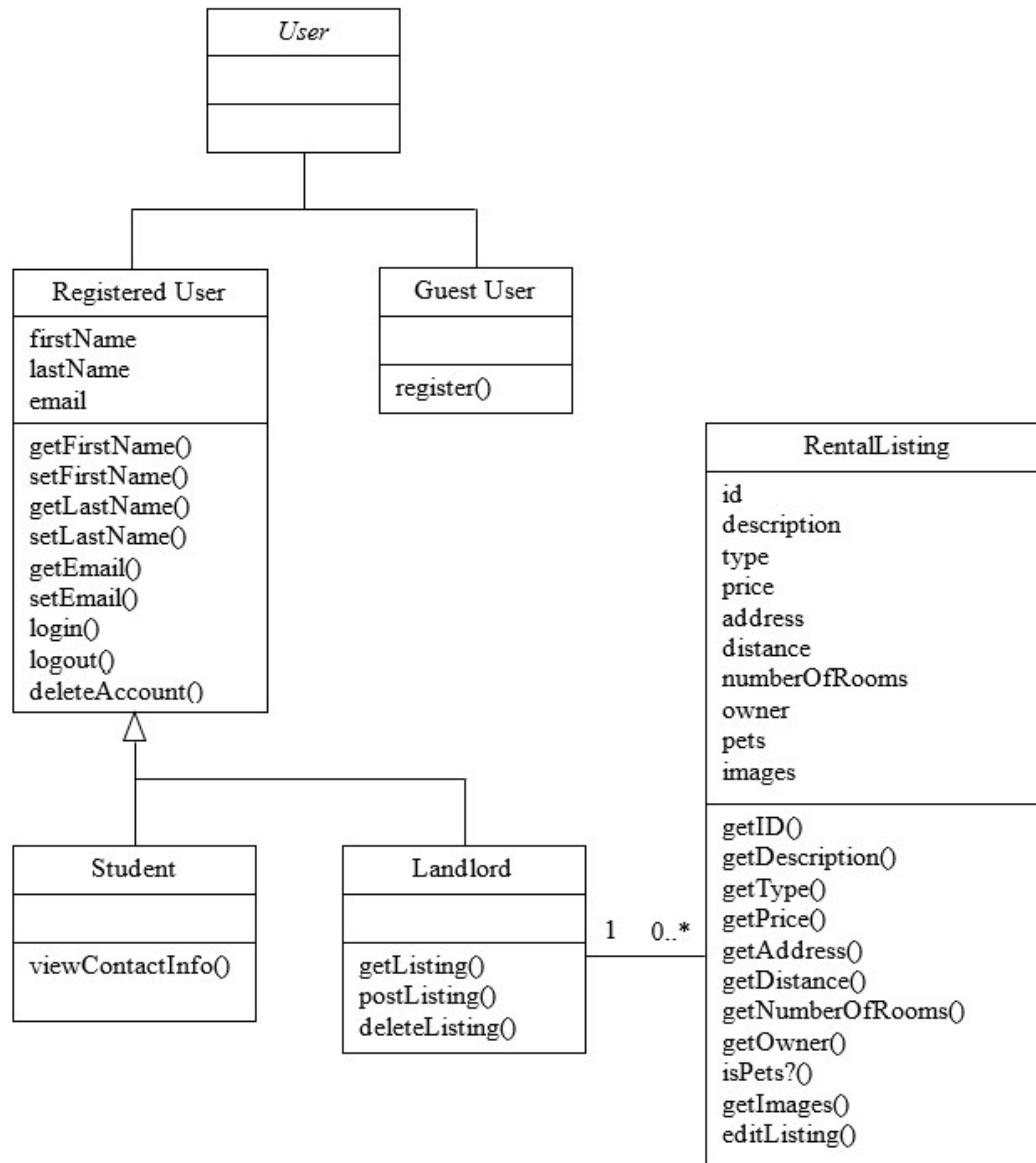 User
Registered User
firstName
lastName
email
getFirstName()
setFirstName()
getLastName()
setLastName()
getEmail()
setEmail()
login()
logout()
deleteAccount()
Guest User
register()
RentalListing
id
description
type
price
address
distance
numberOfRooms
owner
pets
images
getID()
getDescription()
getType()
getPrice()
getAddress()
getDistance()
getNumberOfRooms()
getOwner()
isPets?()
getImages()
editListing()
Student
viewContactInfo()
Landlord
getListing()
postListing()
deleteListing()
1 0..*